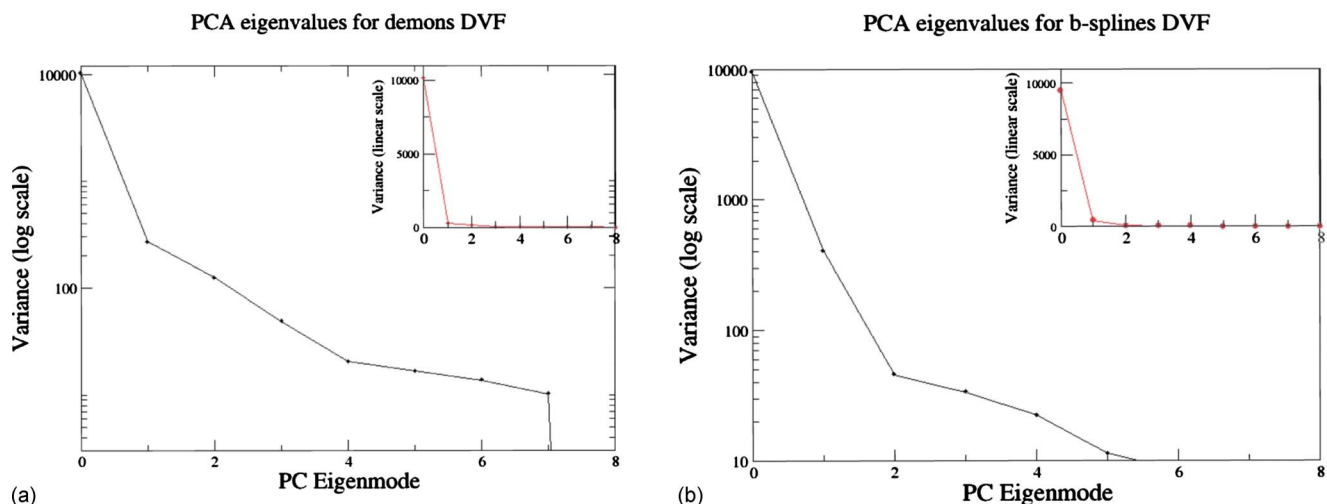 PCA eigenvalues for demons DVF
10000
100
Variance (log scale)
0 2 4 6 8
PC Eigenmode
10000
5000
0
Variance (linear scale)
0 2 4 6 8
(a)
PCA eigenvalues for b-splines DVF
10000
1000
100
10
Variance (log scale)
0 2 4 6 8
PC Eigenmode
10000
5000
0
Variance (linear scale)
0 2 4 6 8
(b)